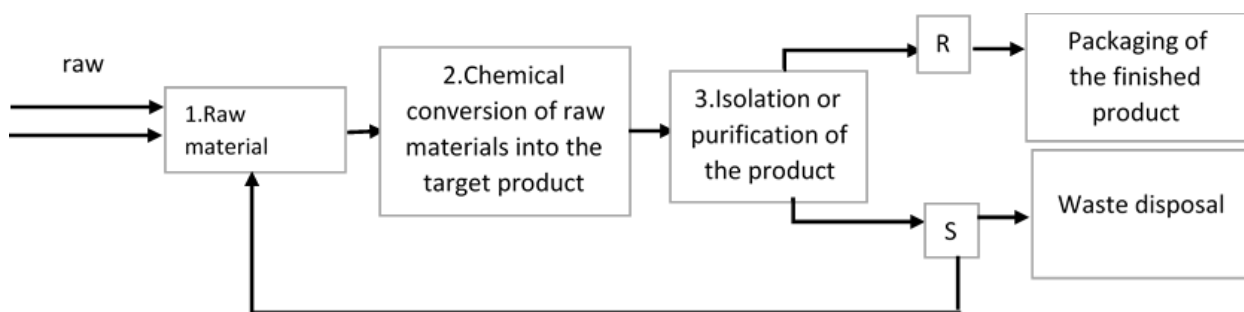 raw
1.Raw
material
2.Chemical
conversion of raw
materials into the
target product
3.Isolation or
purification of
the product
R
Packaging of
the finished
product
S
Waste disposal